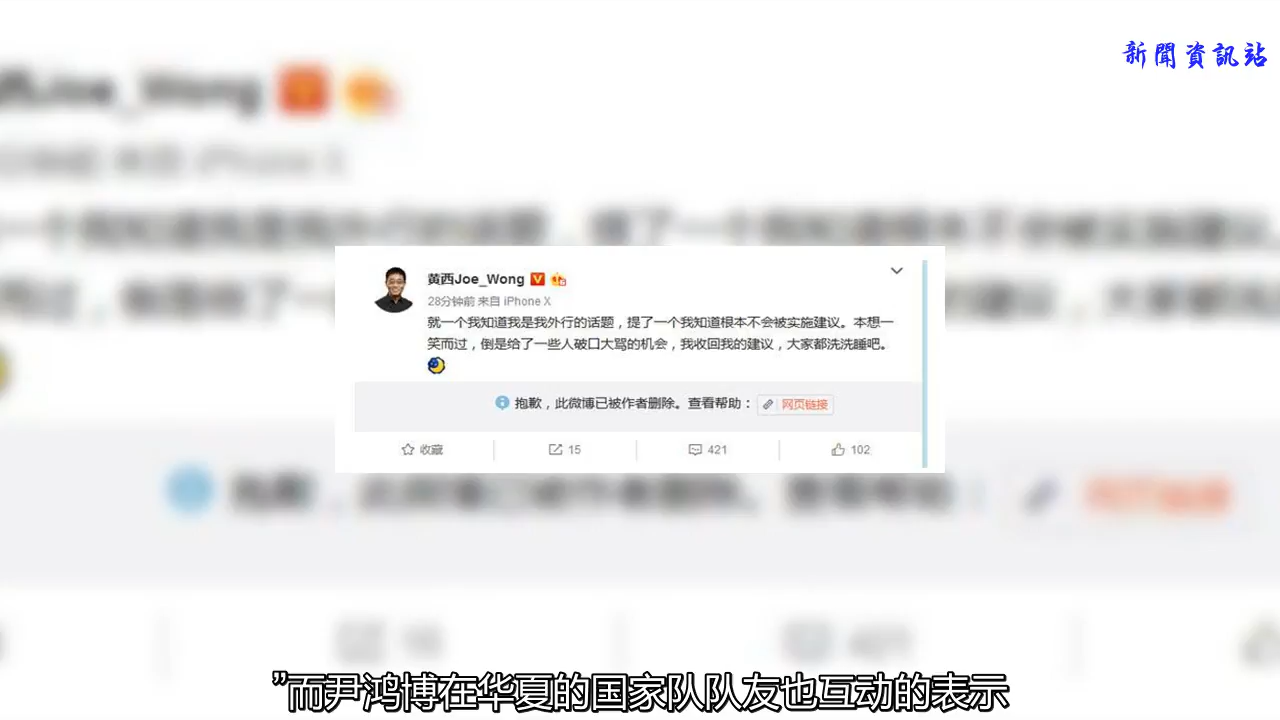 新聞資訊站
黄西Joe_Wong
28分钟前 来自 iPhone X
就一个我知道我是我外行的话题，提了一个我知道根本不会被实施建议。本想一
笑而过，倒是给了一些人破口大骂的机会，我收回我的建议，大家都洗洗睡吧。
抱歉，此微博已被作者删除。查看帮助： 网页链接
收藏 15 421 102
”而尹鸿博在华夏的国家队队友也互动的表示